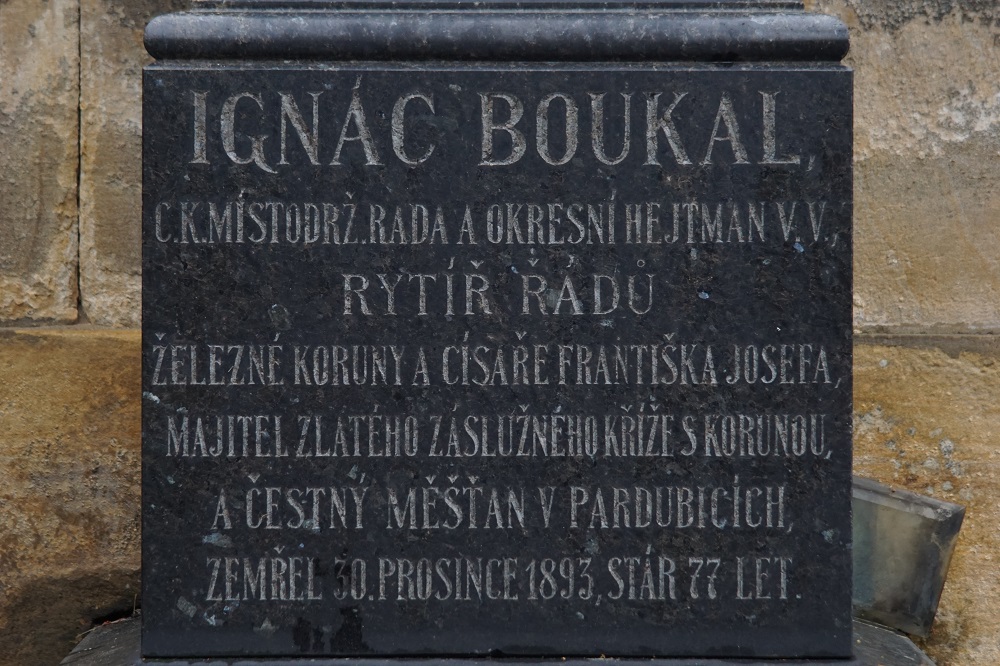 IGNÁC BOUKAL,
C.K.MÍSTODRŽ.RADA A OKRESNÍ HEJTMAN V.V.,
RYTÍŘ ŘÁDŮ
ŽELEZNÉ KORUNY A CÍSAŘE FRANTIŠKA JOSEFA,
MAJITEL ZLATÉHO ZÁSLUŽNÉHO KŘÍŽE S KORUNOU,
A ČESTNÝ MĚŠŤAN V PARDUBICÍCH,
ZEMŘEL 30. PROSINCE 1893, STÁR 77 LET.